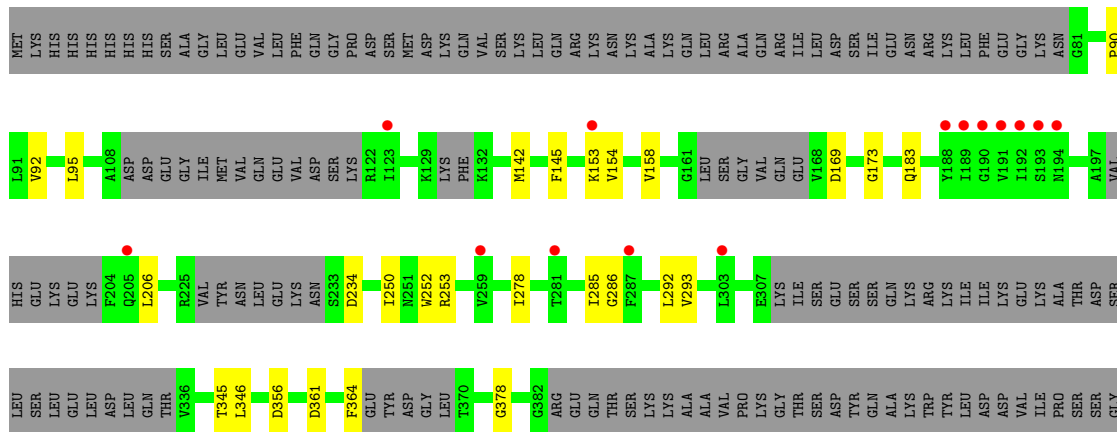 MET LYS HIS HIS HIS HIS HIS HIS SER ALA GLY LEU GLU VAL LEU PHE GLN GLY PRO ASP SER MET ASP LYS GLN VAL SER LYS LEU GLN ARG LYS ASN LYS ALA LYS GLN LEU ARG ALA GLN ARG ILE LEU ASP SER ILE GLU ASN ARG LYS LEU PHE GLU GLY LYS ASN G81 P90
L91 V92 L95 A108 ASP ASP GLU GLY ILE MET VAL GLN GLU VAL ASP SER LYS R122 I123 K129 LYS PHE K132 M142 F145 K153 V154 V158 G161 LEU SER GLY VAL GLN GLU V168 D169 G173 Q183 Y188 I189 G190 V191 I192 S193 N194 A197 VAL
HIS GLU LYS GLU LYS F204 Q205 L206 R225 VAL TYR ASN LEU GLU LYS ASN S233 D234 I250 N251 W252 R253 V259 I278 T281 I285 G286 F287 L292 V293 L303 E307 LYS ILE SER GLU SER SER GLN LYS ARG LYS ILE ILE LYS GLU LYS ALA THR ASP SER
LEU SER LEU GLU LEU ASP LEU GLN THR V336 T345 L346 D356 D361 F364 GLU TYR ASP GLY LEU T370 G378 G382 ARG GLU GLN THR SER LYS LYS ALA ALA VAL PRO LYS GLY THR SER ASP TYR GLN ALA LYS TRP TYR LEU ASP ASP VAL ILE PRO SER SER GLY